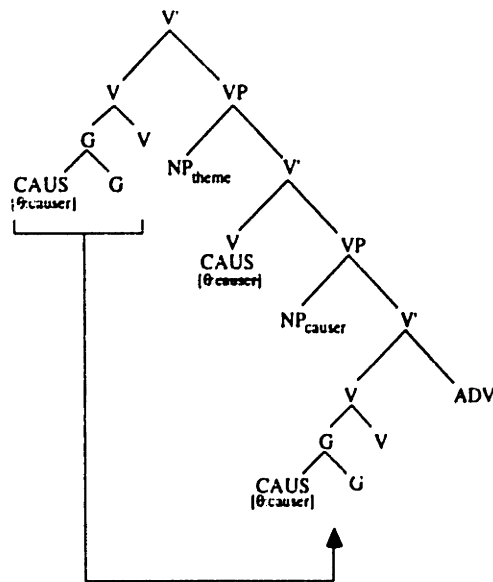 V'
V VP
G V
NP theme V'
CAUS G
[θ:causer]
V VP
CAUS
[θ:causer]
NP causer V'
V ADV
G V
CAUS G
[θ:causer]